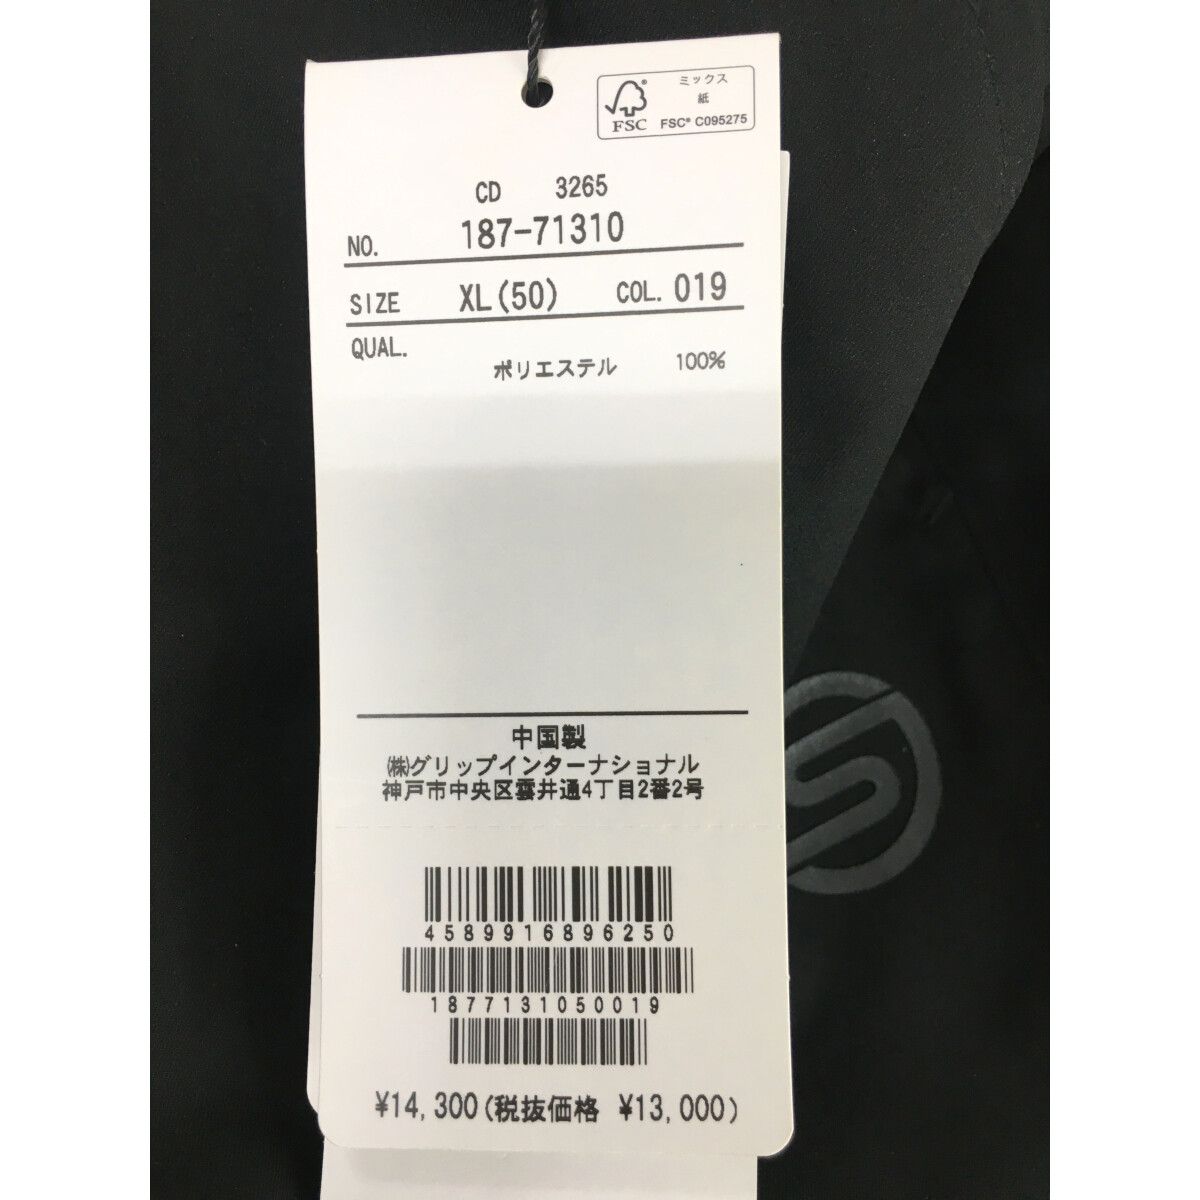 ミックス
紙
FSC® C095275
FSC
CD 3265
NO. 187-71310
SIZE XL(50) COL. 019
QUAL.
ポリエステル 100%
中国製
㈱グリップインターナショナル
神戸市中央区雲井通4丁目2番2号
4589916896250
1877131050019
¥14,300(税抜価格 ¥13,000)